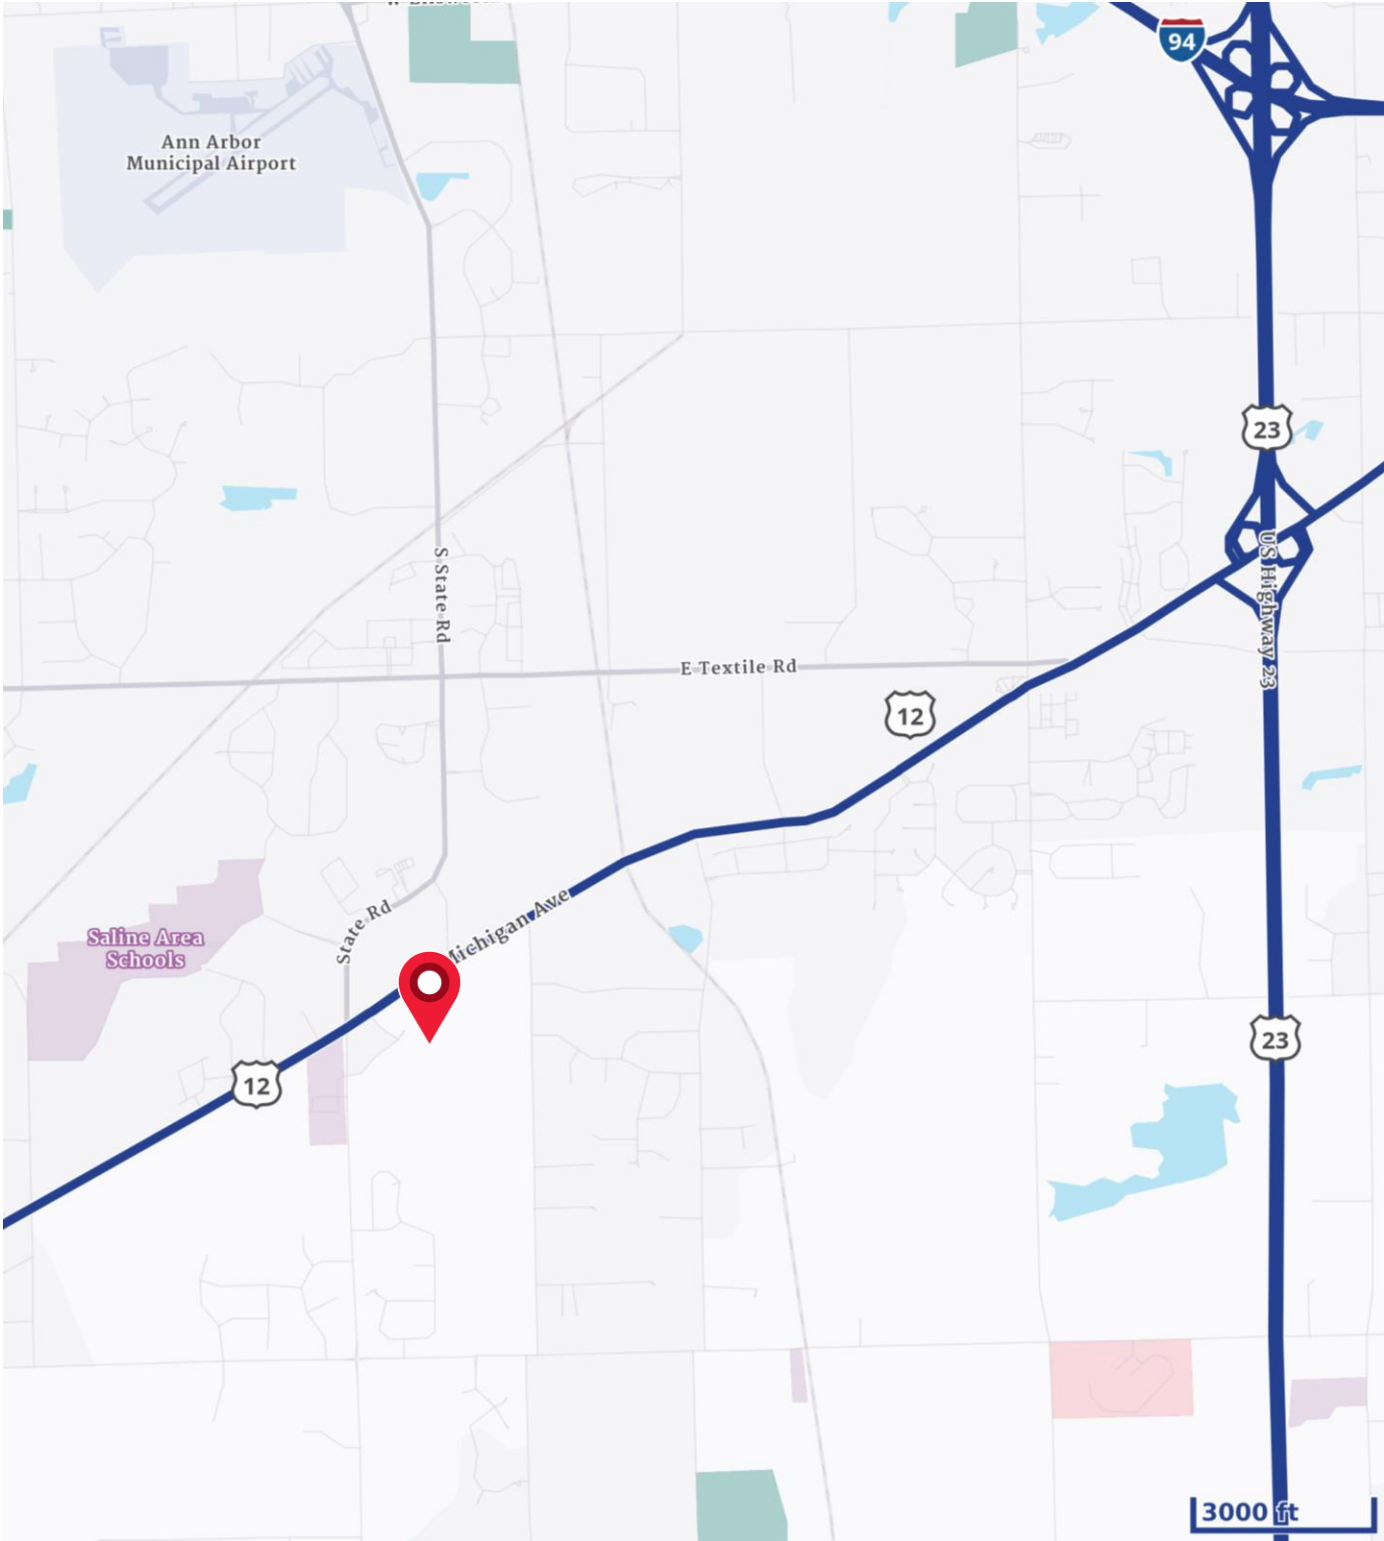 94
Ann Arbor
Municipal Airport
23
S State Rd
US Highway 23
E Textile Rd
12
Michigan Ave
State Rd
Saline Area
Schools
23
12
3000 ft